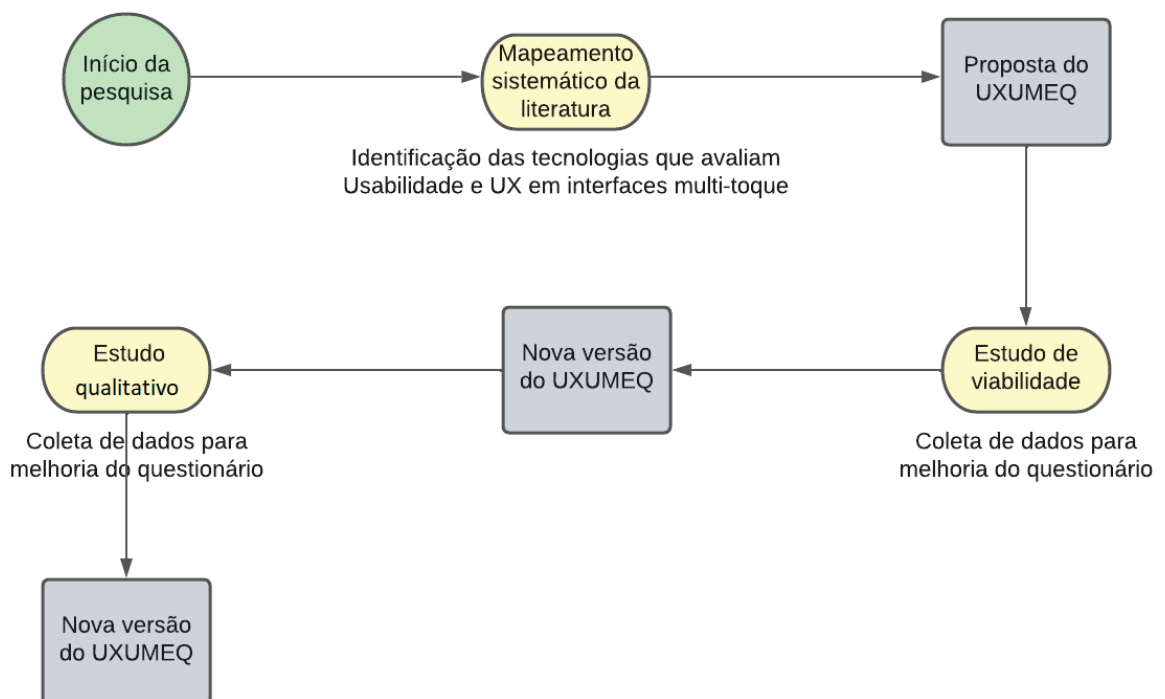 Início da
pesquisa
Mapeamento
sistemático da
literatura
Proposta do
UXUMEQ
Identificação das tecnologias que avaliam
Usabilidade e UX em interfaces multi-toque
Estudo de
viabilidade
Coleta de dados para
melhoria do questionário
Nova versão
do UXUMEQ
Estudo
qualitativo
Coleta de dados para
melhoria do questionário
Nova versão
do UXUMEQ